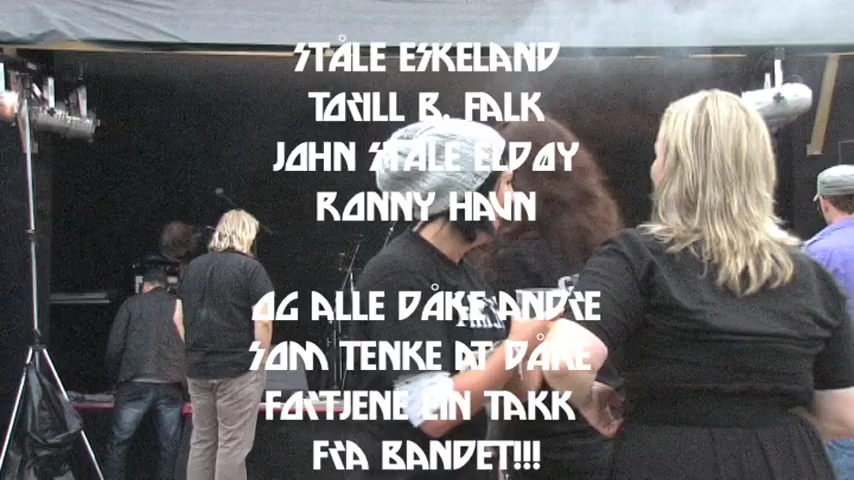 STÅLE ESKELAND
TORILL B. FALK
JOHN STÅLE ELDØY
RONNY HAVN
OG ALLE DÅKE ANDRE
SOM TENKE AT DÅKE
FORTJENE EIN TAKK
FRA BANDET!!!